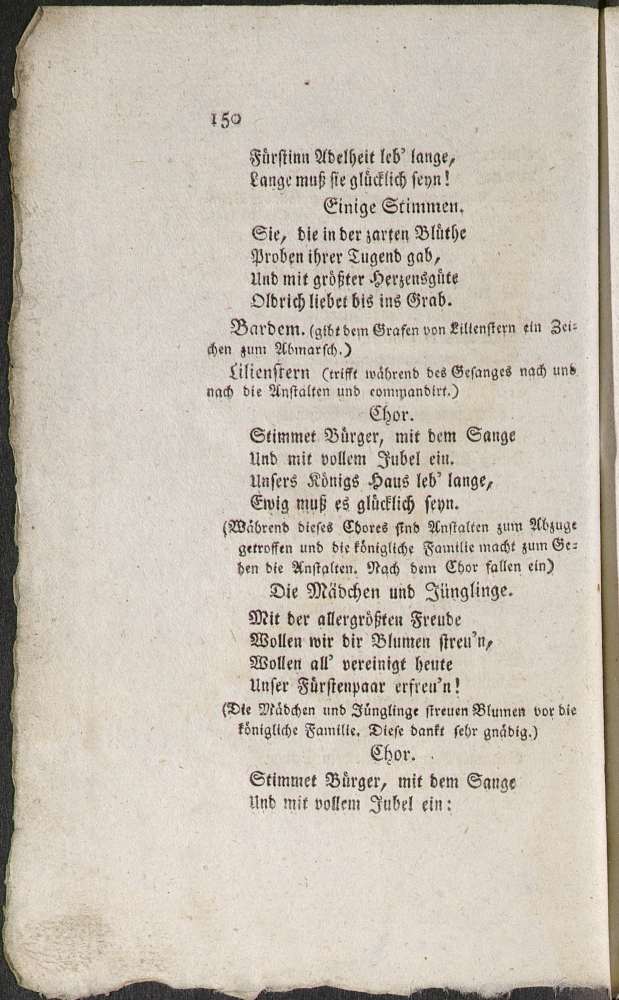 150
Fürstinn Adelheit leb' lange,
Lange muß sie glücklich seyn!
Einige Stimmen.
Sie, die in der zarten Blüthe
Proben ihrer Tugend gab,
Und mit größter Herzensgüte
Oldrich liebet bis ins Grab.
Bardem. (gibt dem Grafen von Lilienstern ein Zei-
chen zum Abmarsch.)
Lilienstern (trifft während des Gesanges nach und
nach die Anstalten und commandirt.)
Chor.
Stimmet Bürger, mit dem Sange
Und mit vollem Jubel ein.
Unsers Königs Haus leb' lange,
Ewig muß es glücklich seyn.
(Während dieses Chores sind Anstalten zum Abzuge
getroffen und die königliche Familie macht zum Ge-
hen die Anstalten. Nach dem Chor fallen ein)
Die Mädchen und Jünglinge.
Mit der allergrößten Freude
Wollen wir dir Blumen streu'n,
Wollen all' vereinigt heute
Unser Fürstenpaar erfreu'n!
(Die Mädchen und Jünglinge streuen Blumen vor die
königliche Familie. Diese dankt sehr gnädig.)
Chor.
Stimmet Bürger, mit dem Sange
Und mit vollem Jubel ein: